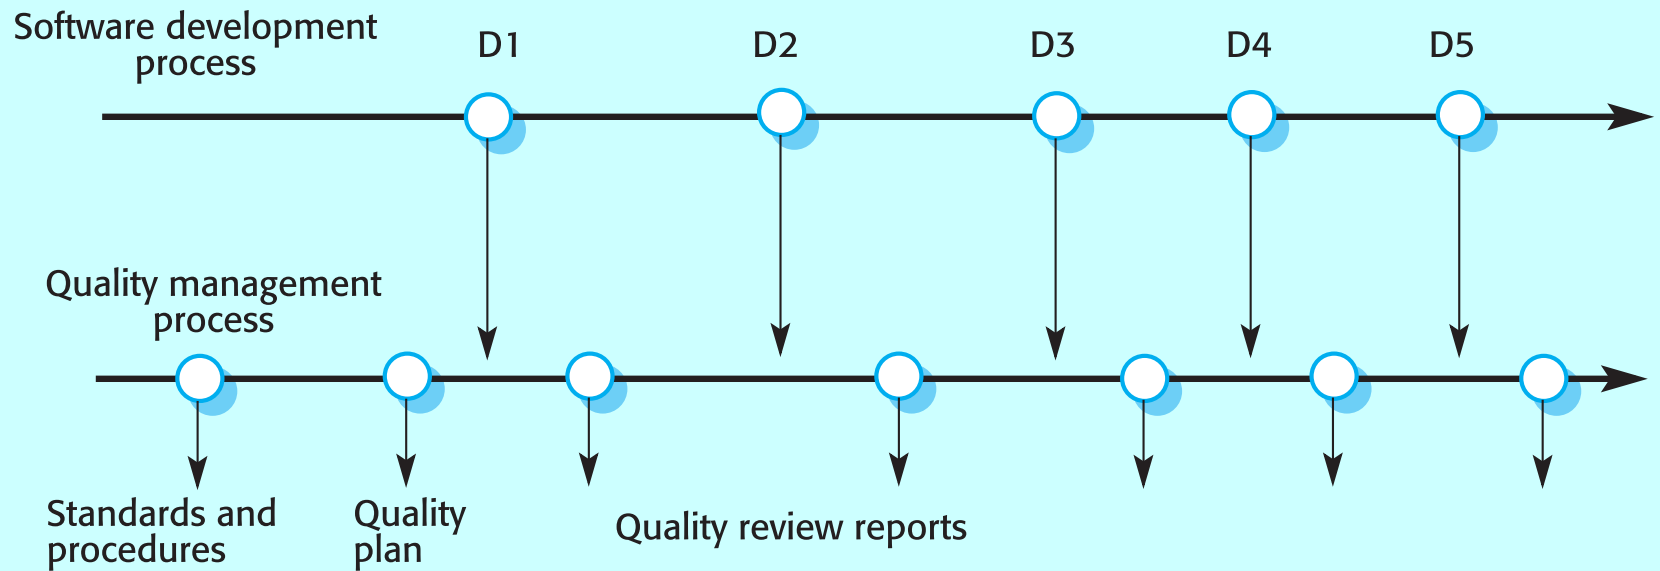 Software development
process
D1
D2
D3
D4
D5
Quality management
process
Standards and
procedures
Quality
plan
Quality review reports